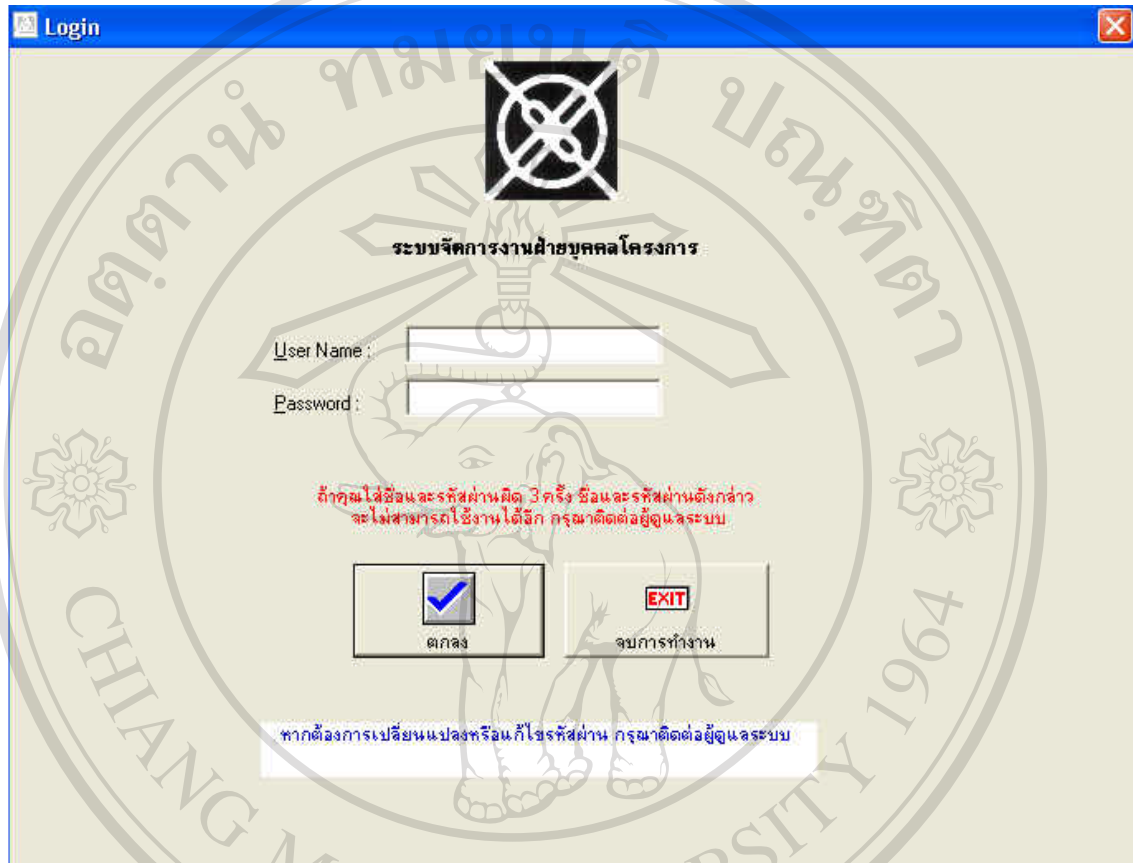 Login
ระบบจัดการงานฝ่ายบุคคลโครงการ
User Name :
Password :
ถ้าคุณใส่ชื่อและรหัสผ่านผิด 3 ครั้ง ชื่อและรหัสผ่านดังกล่าว
จะไม่สามารถใช้งานได้อีก กรุณาติดต่อผู้ดูแลระบบ
EXIT
ตกลง
จบการทำงาน
หากต้องการเปลี่ยนแปลงหรือแก้ไขรหัสผ่าน กรุณาติดต่อผู้ดูแลระบบ
CHIANG
1964